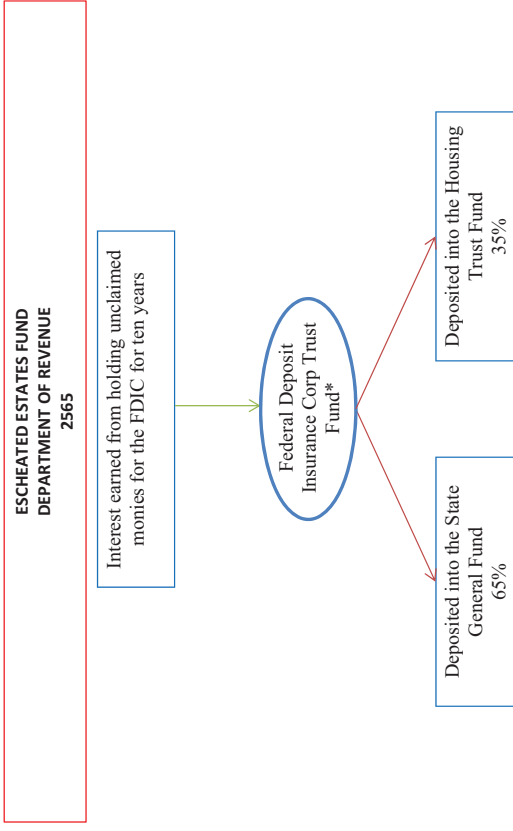 ESCHEATED ESTATES FUND
DEPARTMENT OF REVENUE
2565
Interest earned from holding unclaimed
monies for the FDIC for ten years
Federal Deposit
Insurance Corp Trust
Fund*
Deposited into the State
General Fund
65%
Deposited into the Housing
Trust Fund
35%